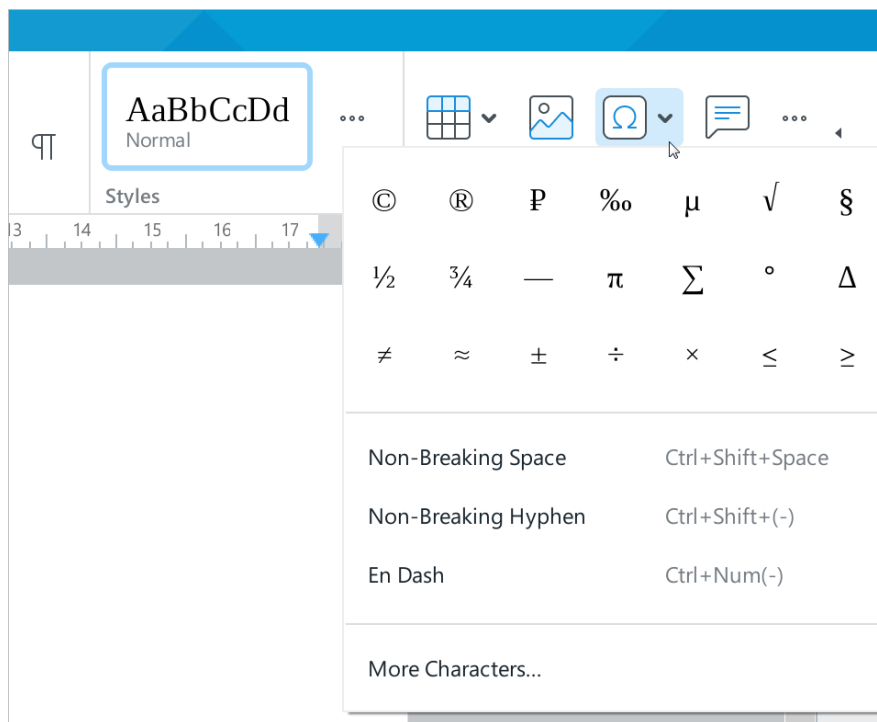 AaBbCcDd
Normal
Styles
13 14 15 16 17
¶
Ω
© ® ₽ ‰ µ √ §
½ ¾ — π ∑ ° Δ
≠ ≈ ± ÷ × ≤ ≥
Non-Breaking Space Ctrl+Shift+Space
Non-Breaking Hyphen Ctrl+Shift+(-)
En Dash Ctrl+Num(-)
More Characters...